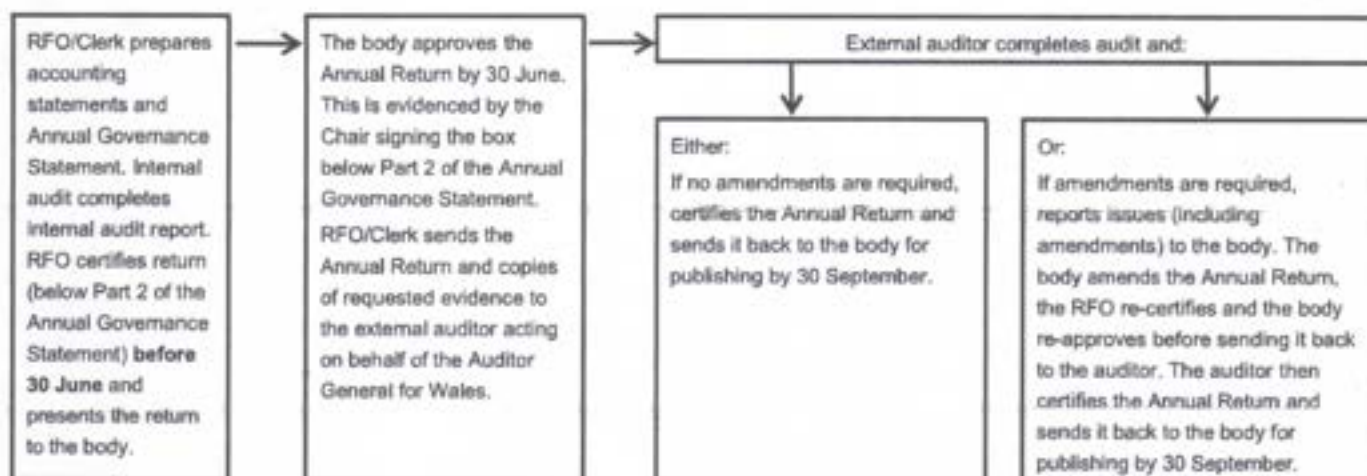 RFO/Clerk prepares
accounting
statements and
Annual Governance
Statement. Internal
audit completes
internal audit report.
RFO certifies return
(below Part 2 of the
Annual Governance
Statement) before
30 June and
presents the return
to the body.
The body approves the
Annual Return by 30 June.
This is evidenced by the
Chair signing the box
below Part 2 of the Annual
Governance Statement.
RFO/Clerk sends the
Annual Return and copies
of requested evidence to
the external auditor acting
on behalf of the Auditor
General for Wales.
External auditor completes audit and:
Either:
If no amendments are required,
certifies the Annual Return and
sends it back to the body for
publishing by 30 September.
Or:
If amendments are required,
reports issues (including
amendments) to the body. The
body amends the Annual Return,
the RFO re-certifies and the body
re-approves before sending it back
to the auditor. The auditor then
certifies the Annual Return and
sends it back to the body for
publishing by 30 September.